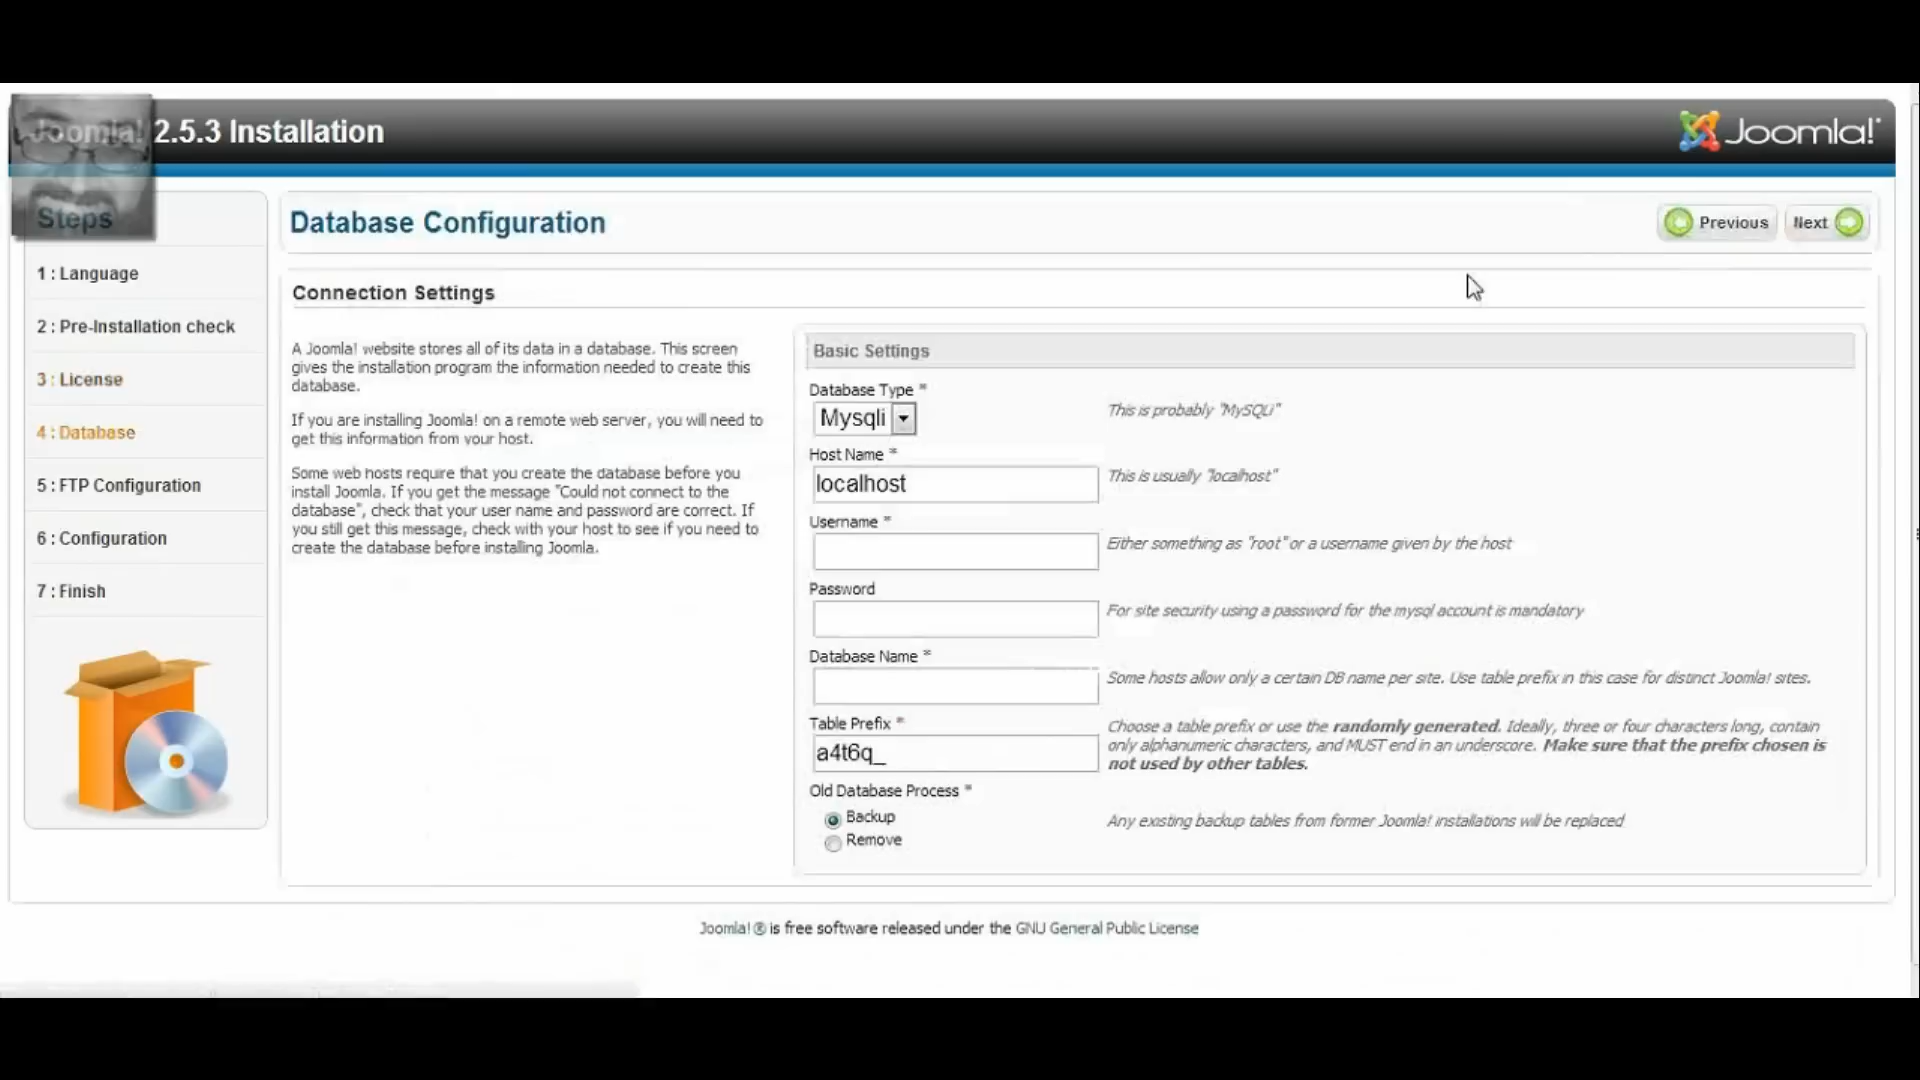 Joomla! 2.5.3 Installation
Joomla!
Steps
1 : Language
2 : Pre-Installation check
3 : License
4 : Database
5 : FTP Configuration
6 : Configuration
7 : Finish
Database Configuration
Previous
Next
Connection Settings
A Joomla! website stores all of its data in a database. This screen
gives the installation program the information needed to create this
database.
If you are installing Joomla! on a remote web server, you will need to
get this information from your host.
Some web hosts require that you create the database before you
install Joomla. If you get the message "Could not connect to the
database", check that your user name and password are correct. If
you still get this message, check with your host to see if you need to
create the database before installing Joomla.
Basic Settings
Database Type *
Mysqli
This is probably "MySQLi"
Host Name *
localhost
This is usually "localhost"
Username *
Either something as "root" or a username given by the host
Password
For site security using a password for the mysql account is mandatory
Database Name *
Some hosts allow only a certain DB name per site. Use table prefix in this case for distinct Joomla! sites.
Table Prefix *
a4t6q_
Choose a table prefix or use the randomly generated. Ideally, three or four characters long, contain
only alphanumeric characters, and MUST end in an underscore. Make sure that the prefix chosen is
not used by other tables.
Old Database Process *
Backup
Remove
Any existing backup tables from former Joomla! installations will be replaced
Joomla! ® is free software released under the GNU General Public License